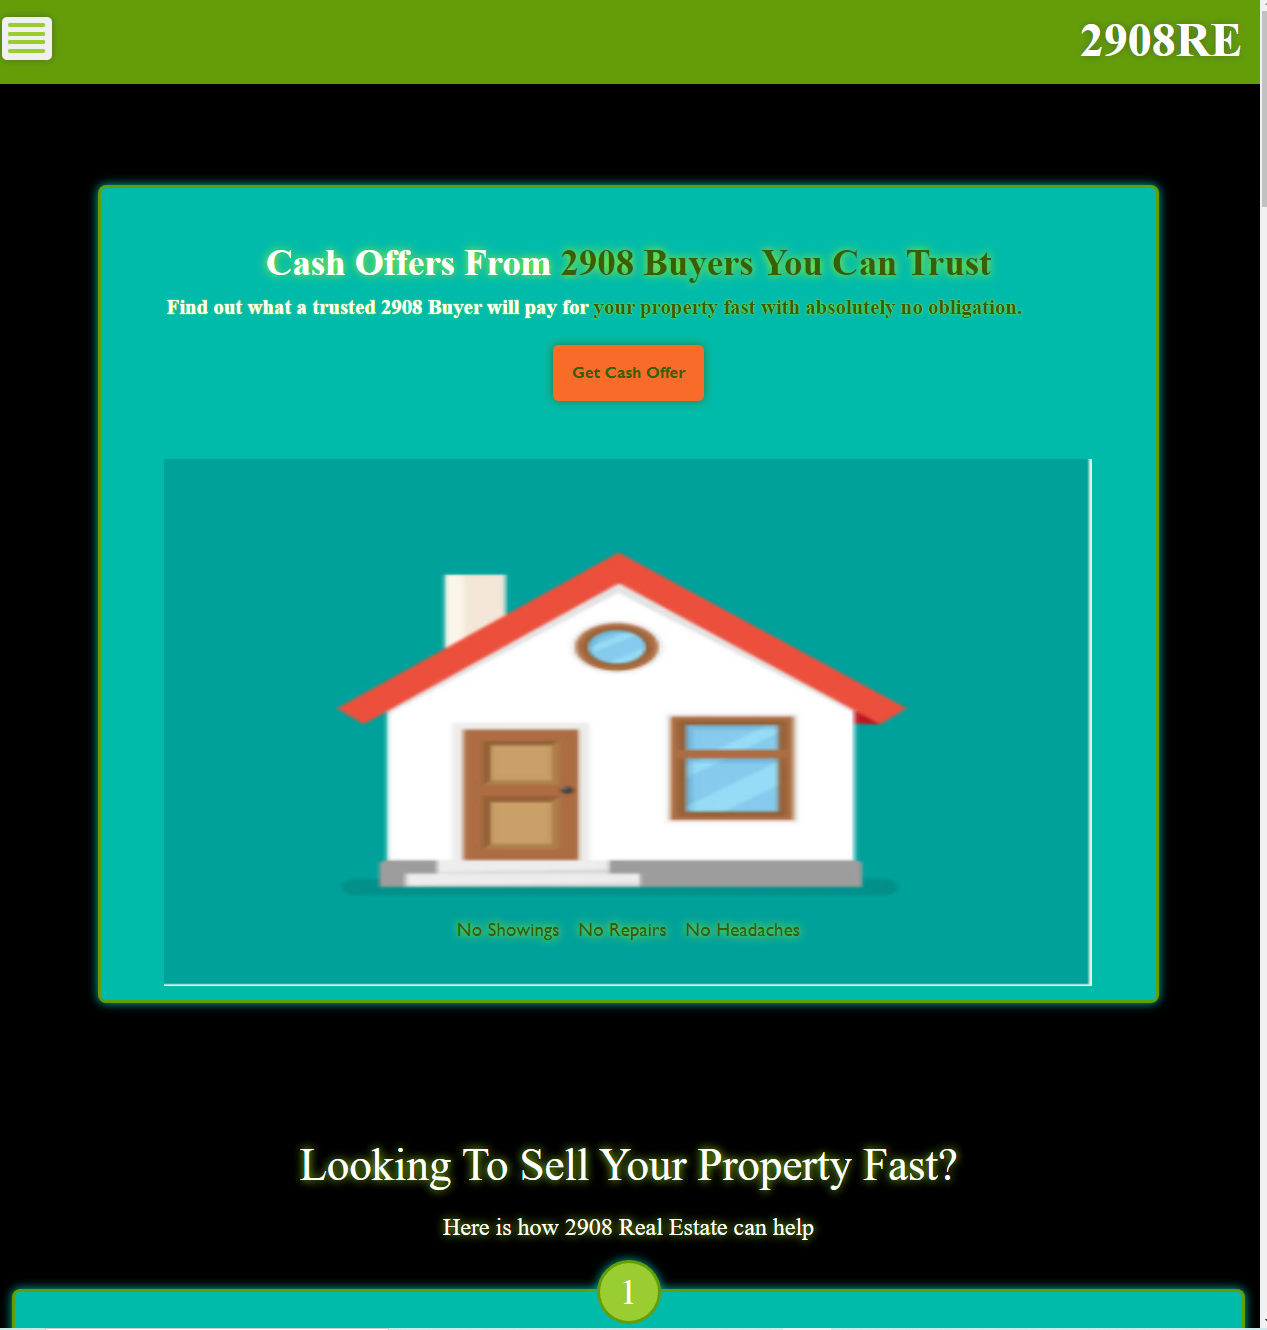 2908RE
Cash Offers From 2908 Buyers You Can Trust
Find out what a trusted 2908 Buyer will pay for your property fast with absolutely no obligation.
Get Cash Offer
No Showings No Repairs No Headaches
Looking To Sell Your Property Fast?
Here is how 2908 Real Estate can help
1